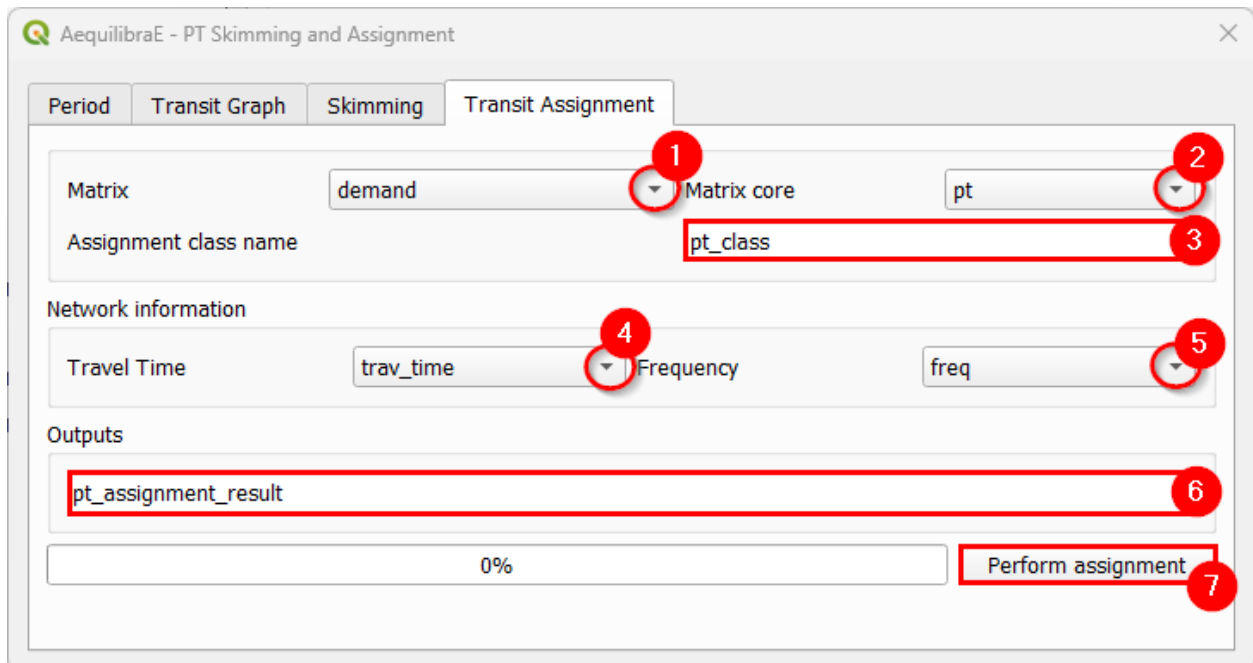 AequilibraE - PT Skimming and Assignment
Period Transit Graph Skimming Transit Assignment
1 2
Matrix demand Matrix core pt
Assignment class name pt_class 3
Network information
4 5
Travel Time trav_time Frequency freq
Outputs
pt_assignment_result 6
0% Perform assignment
7